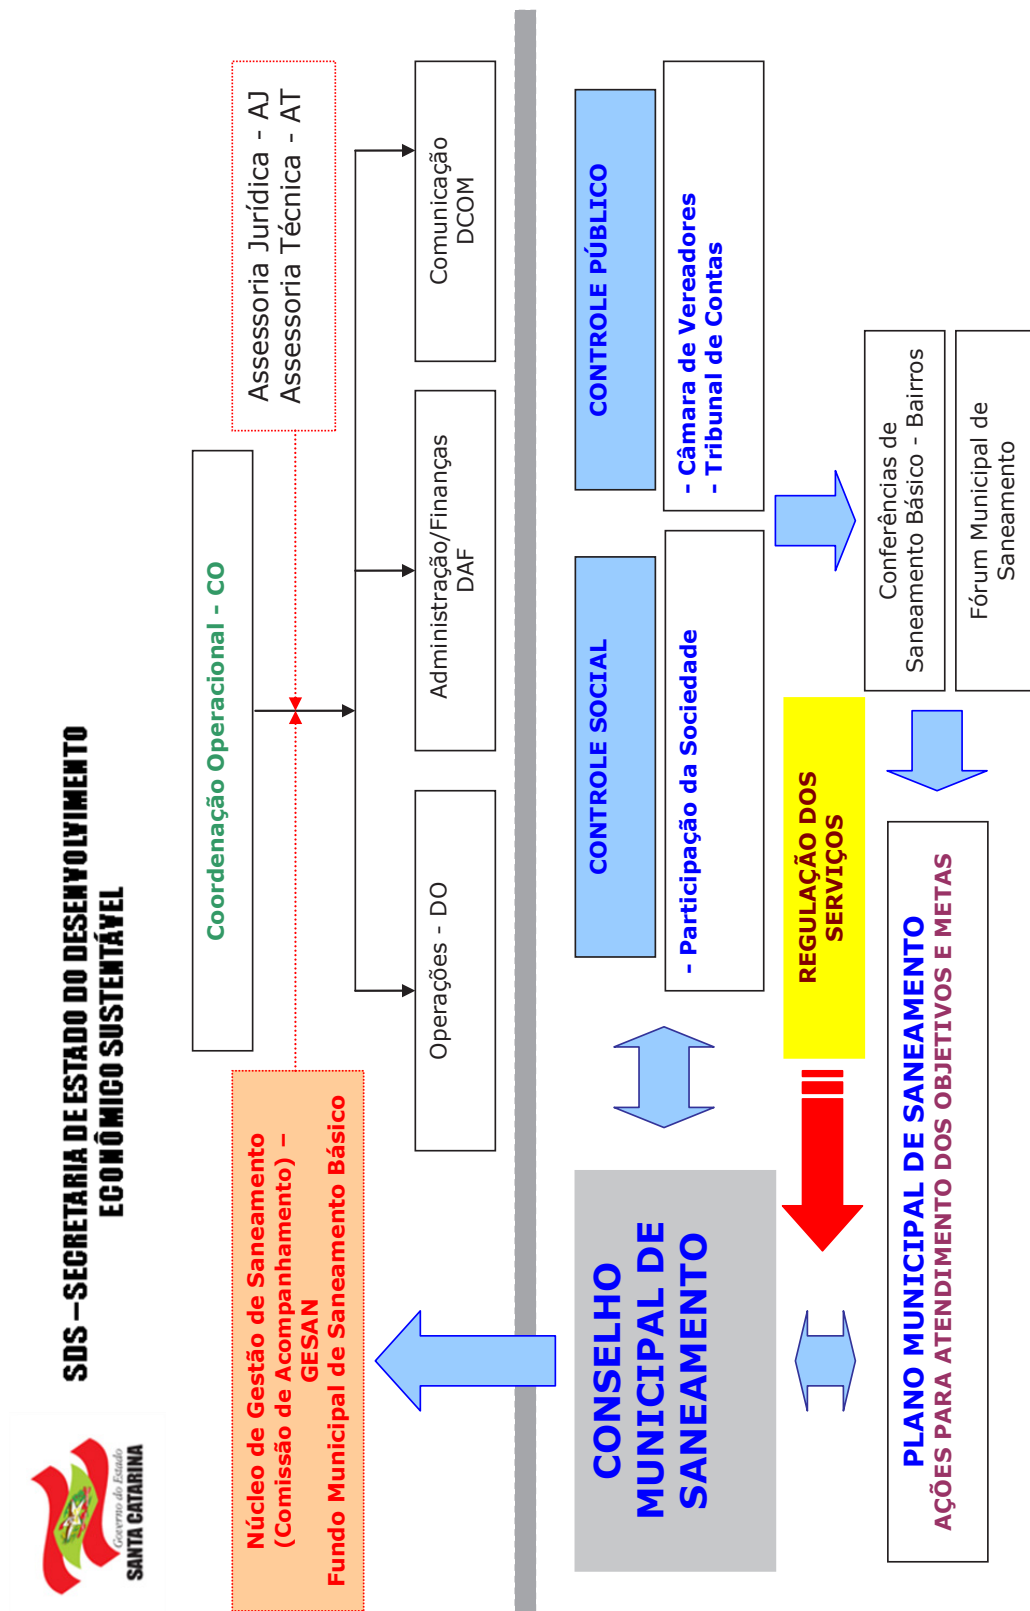 Governo do Estado
SANTA CATARINA
SDS – SECRETARIA DE ESTADO DO DESENVOLVIMENTO
ECONÔMICO SUSTENTÁVEL
Coordenação Operacional - CO
Núcleo de Gestão de Saneamento
(Comissão de Acompanhamento) –
GESAN
Fundo Municipal de Saneamento Básico
Assessoria Jurídica - AJ
Assessoria Técnica - AT
Operações - DO
Administração/Finanças
DAF
Comunicação
DCOM
CONSELHO
MUNICIPAL DE
SANEAMENTO
CONTROLE SOCIAL
- Participação da Sociedade
CONTROLE PÚBLICO
- Câmara de Vereadores
- Tribunal de Contas
REGULAÇÃO DOS
SERVIÇOS
Conferências de
Saneamento Básico - Bairros
Fórum Municipal de
Saneamento
PLANO MUNICIPAL DE SANEAMENTO
AÇÕES PARA ATENDIMENTO DOS OBJETIVOS E METAS